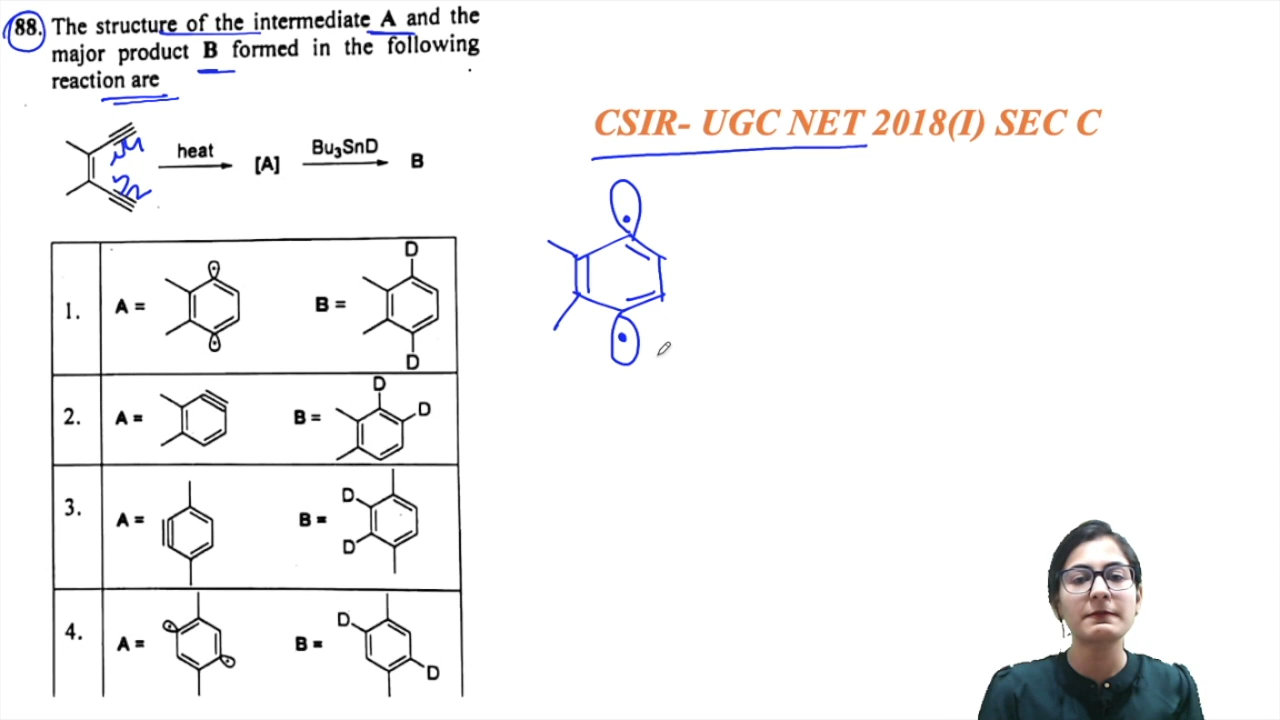 88. The structure of the intermediate A and the
major product B formed in the following
reaction are
CSIR- UGC NET 2018(I) SEC C
heat
[A]
Bu3SnD
B
1. A = B =
D
D
2. A = B =
D
D
3. A = B =
D
D
4. A = B =
D
D